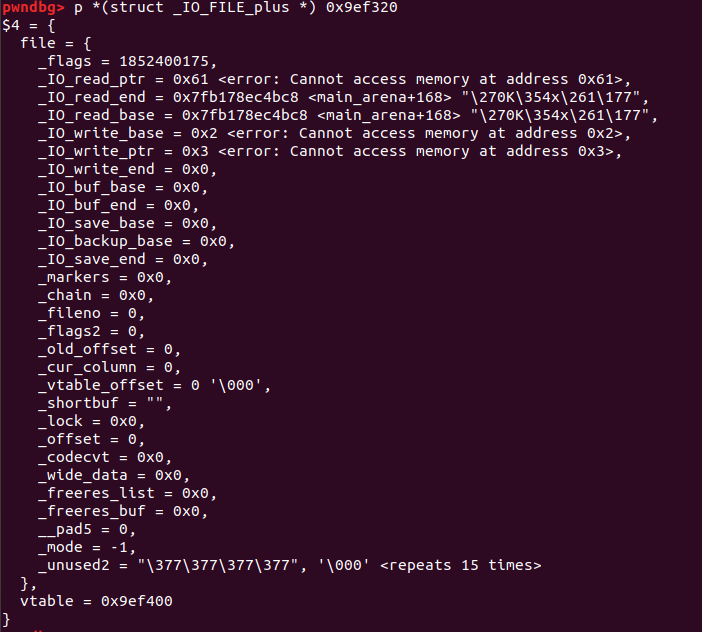 pwndbg> p *(struct _IO_FILE_plus *) 0x9ef320
$4 = {
  file = {
    _flags = 1852400175,
    _IO_read_ptr = 0x61 <error: Cannot access memory at address 0x61>,
    _IO_read_end = 0x7fb178ec4bc8 <main_arena+168> "\270K\354x\261\177",
    _IO_read_base = 0x7fb178ec4bc8 <main_arena+168> "\270K\354x\261\177",
    _IO_write_base = 0x2 <error: Cannot access memory at address 0x2>,
    _IO_write_ptr = 0x3 <error: Cannot access memory at address 0x3>,
    _IO_write_end = 0x0,
    _IO_buf_base = 0x0,
    _IO_buf_end = 0x0,
    _IO_save_base = 0x0,
    _IO_backup_base = 0x0,
    _IO_save_end = 0x0,
    _markers = 0x0,
    _chain = 0x0,
    _fileno = 0,
    _flags2 = 0,
    _old_offset = 0,
    _cur_column = 0,
    _vtable_offset = 0 '\000',
    _shortbuf = "",
    _lock = 0x0,
    _offset = 0,
    _codecvt = 0x0,
    _wide_data = 0x0,
    _freeres_list = 0x0,
    _freeres_buf = 0x0,
    __pad5 = 0,
    _mode = -1,
    _unused2 = "\377\377\377\377", '\000' <repeats 15 times>
  },
  vtable = 0x9ef400
}